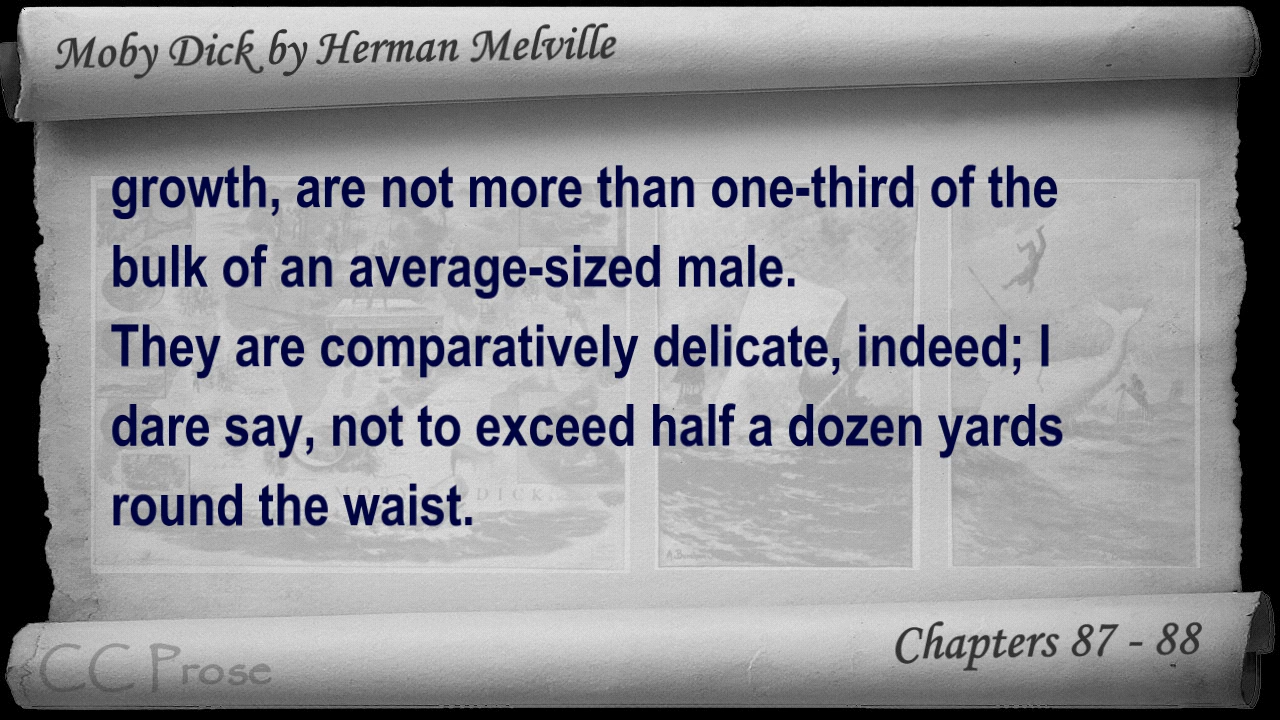 Moby Dick by Herman Melville
growth, are not more than one-third of the
bulk of an average-sized male.
They are comparatively delicate, indeed; I
dare say, not to exceed half a dozen yards
round the waist.
MOBY DICK
Chapters 87 - 88
CC Prose